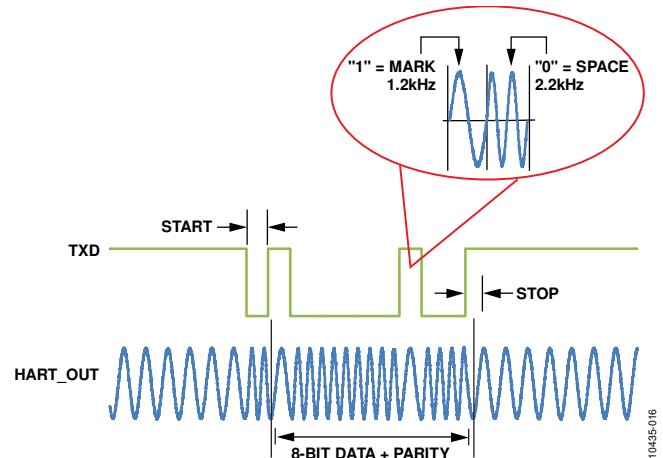 "1" = MARK
1.2kHz
"0" = SPACE
2.2kHz
START
TXD
STOP
HART_OUT
8-BIT DATA + PARITY
10435-016